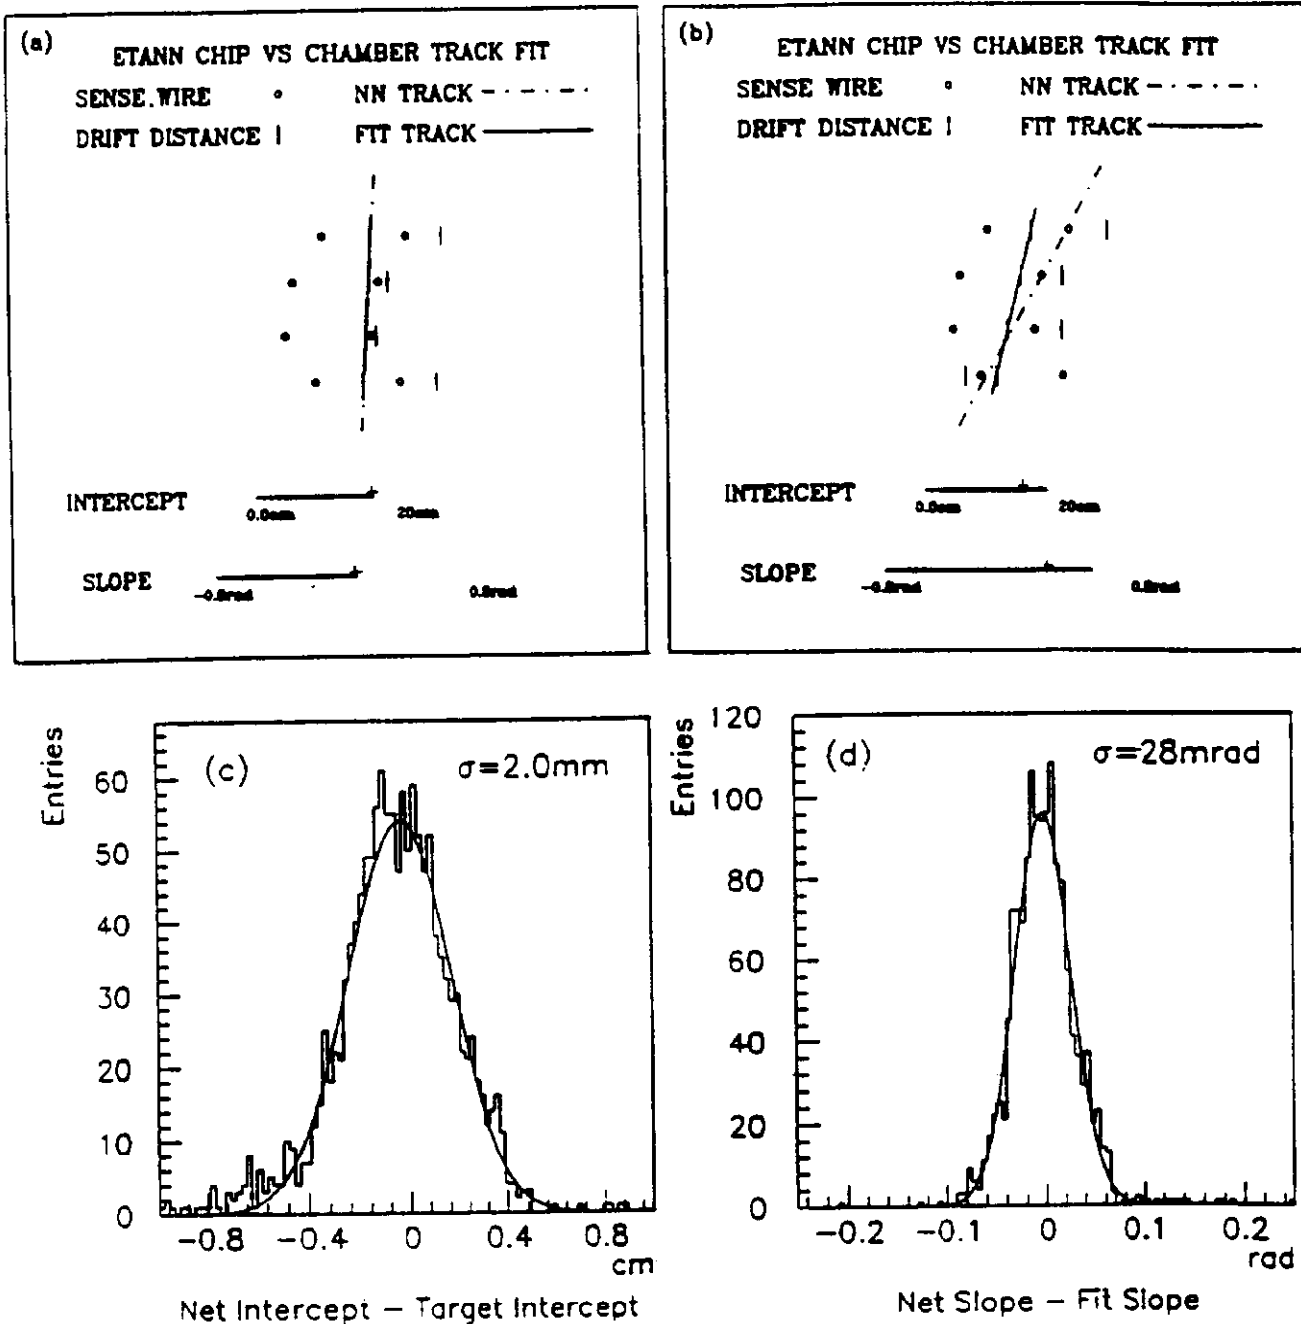 (a)
ETANN CHIP VS CHAMBER TRACK FIT
SENSE.WIRE NN TRACK
DRIFT DISTANCE | FIT TRACK
INTERCEPT
20cm
SLOPE
(b)
ETANN CHIP VS CHAMBER TRACK FIT
SENSE WIRE NN TRACK
DRIFT DISTANCE | FIT TRACK
INTERCEPT
20cm
SLOPE
Entries
(c)
σ=2.0mm
60
50
40
30
20
10
0
−0.8 −0.4 0 0.4 0.8
cm
Net Intercept − Target Intercept
Entries
(d)
σ=28mrad
120
100
80
60
40
20
0
−0.2 −0.1 0 0.1 0.2
rad
Net Slope − Fit Slope